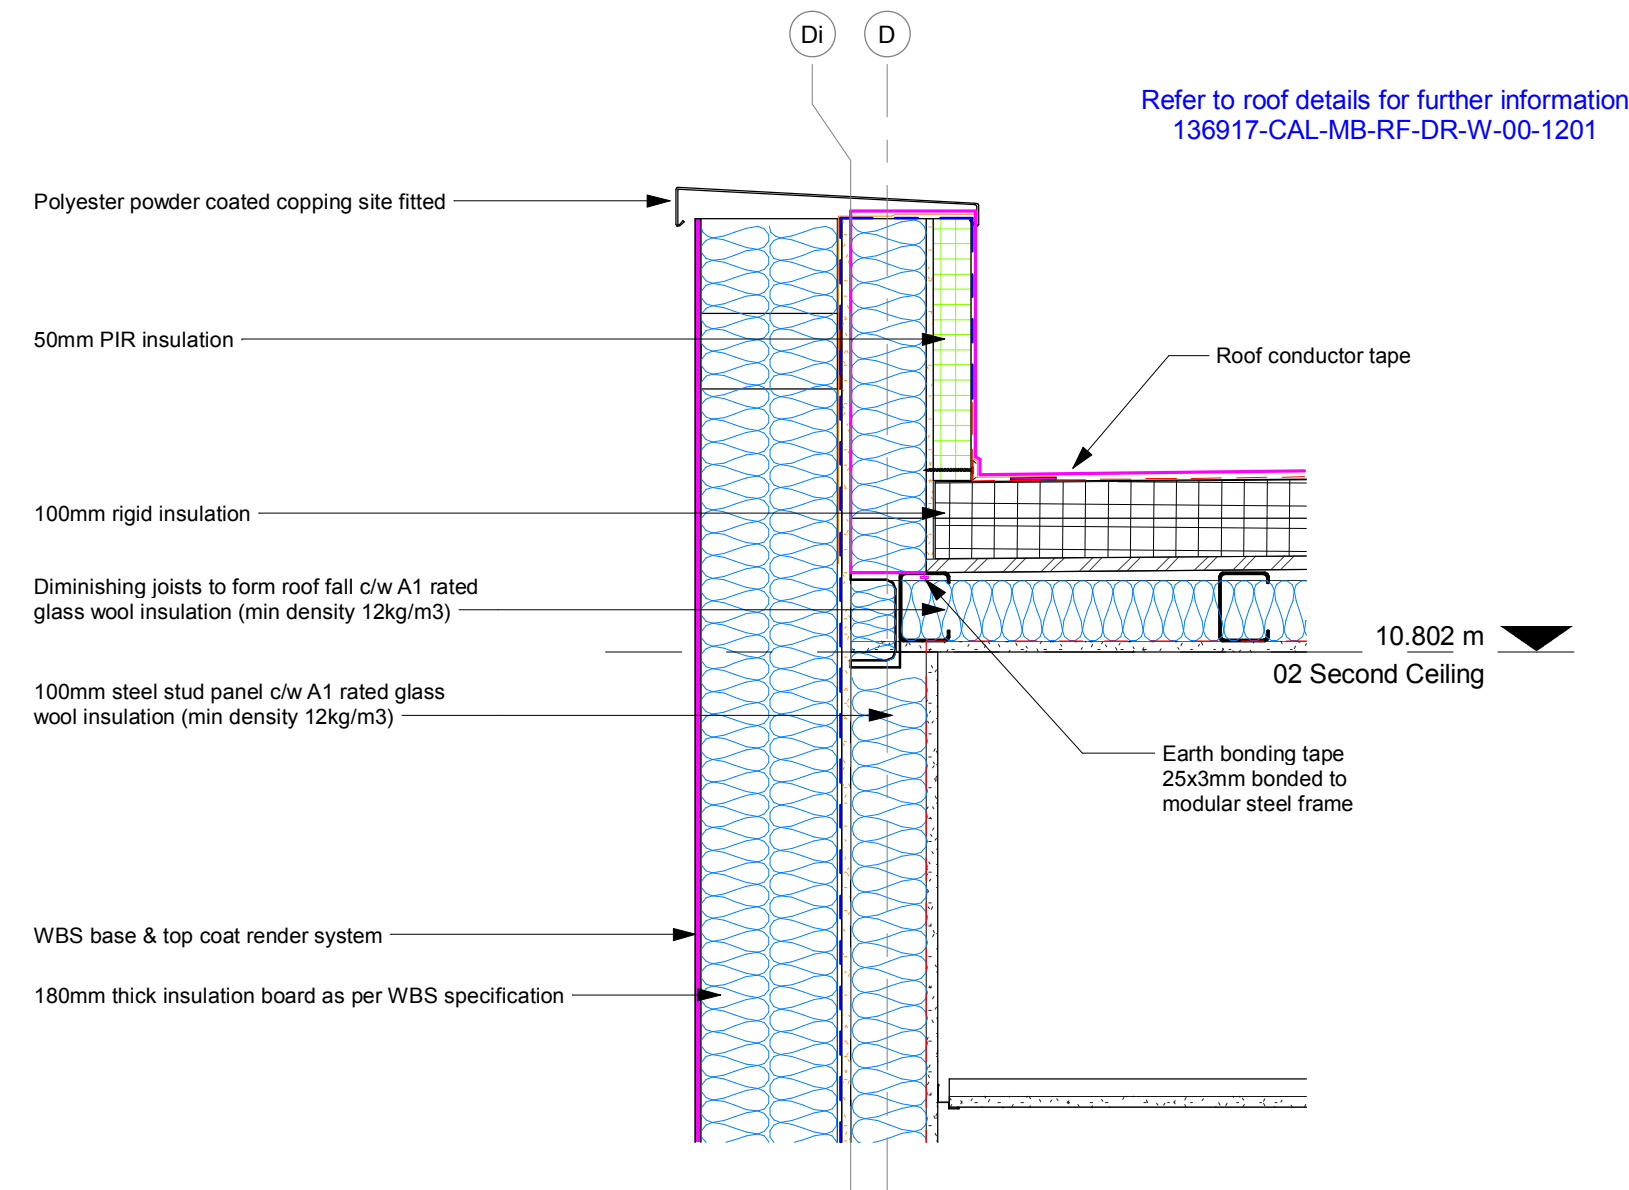 Di
D
Refer to roof details for further information
136917-CAL-MB-RF-DR-W-00-1201
Polyester powder coated copping site fitted
50mm PIR insulation
Roof conductor tape
100mm rigid insulation
Diminishing joists to form roof fall c/w A1 rated
glass wool insulation (min density 12kg/m3)
10.802 m
02 Second Ceiling
100mm steel stud panel c/w A1 rated glass
wool insulation (min density 12kg/m3)
Earth bonding tape
25x3mm bonded to
modular steel frame
WBS base & top coat render system
180mm thick insulation board as per WBS specification